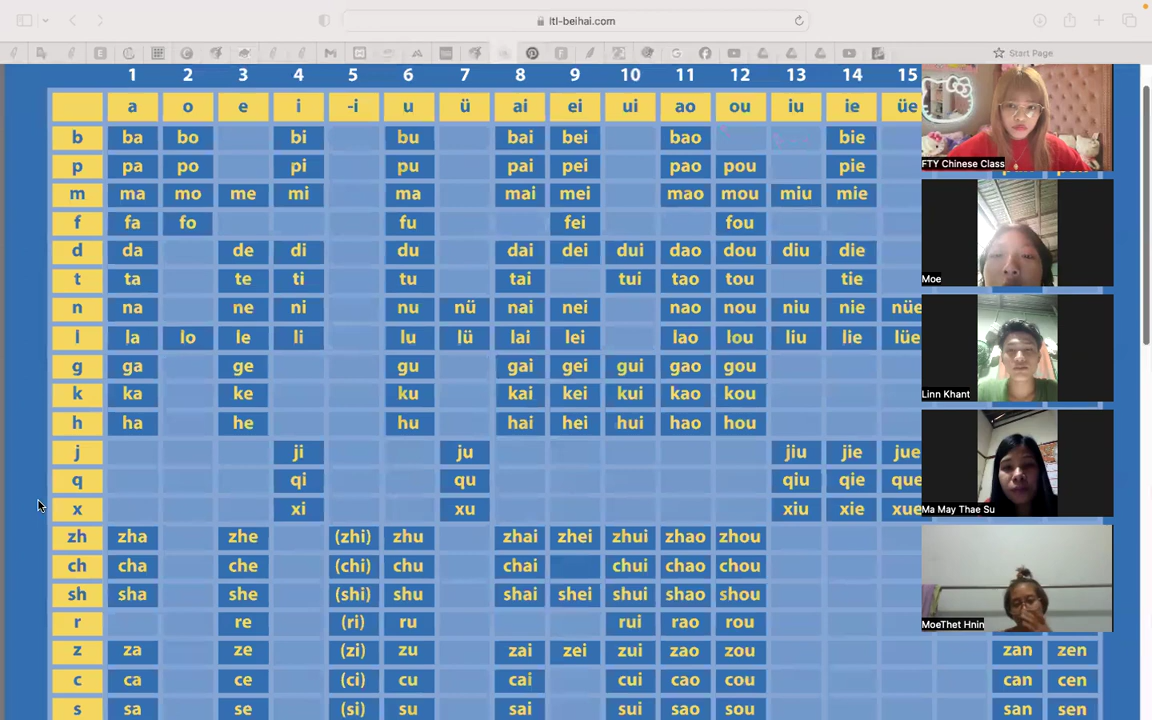 ltl-beihai.com
Start Page
1 2 3 4 5 6 7 8 9 10 11 12 13 14 15
a o e i -i u ü ai ei ui ao ou iu ie üe
b ba bo bi bu bai bei bao bie
p pa po pi pu pai pei pao pou pie
m ma mo me mi ma mai mei mao mou miu mie
f fa fo fu fei fou
d da de di du dai dei dui dao dou diu die
t ta te ti tu tai tui tao tou tie
n na ne ni nu nü nai nei nao nou niu nie nüe
l la lo le li lu lü lai lei lao lou liu lie lüe
g ga ge gu gai gei gui gao gou
k ka ke ku kai kei kui kao kou
h ha he hu hai hei hui hao hou
j ji ju jiu jie jue
q qi qu qiu qie que
x xi xu xiu xie xue
zh zha zhe (zhi) zhu zhai zhei zhui zhao zhou
ch cha che (chi) chu chai chui chao chou
sh sha she (shi) shu shai shei shui shao shou
r re (ri) ru rui rao rou
z za ze (zi) zu zai zei zui zao zou zan zen
c ca ce (ci) cu cai cui cao cou can cen
s sa se (si) su sai sui sao sou san sen
FTY Chinese Class
Moe
Linn Khant
Ma May Thae Su
MoeThet Hnin